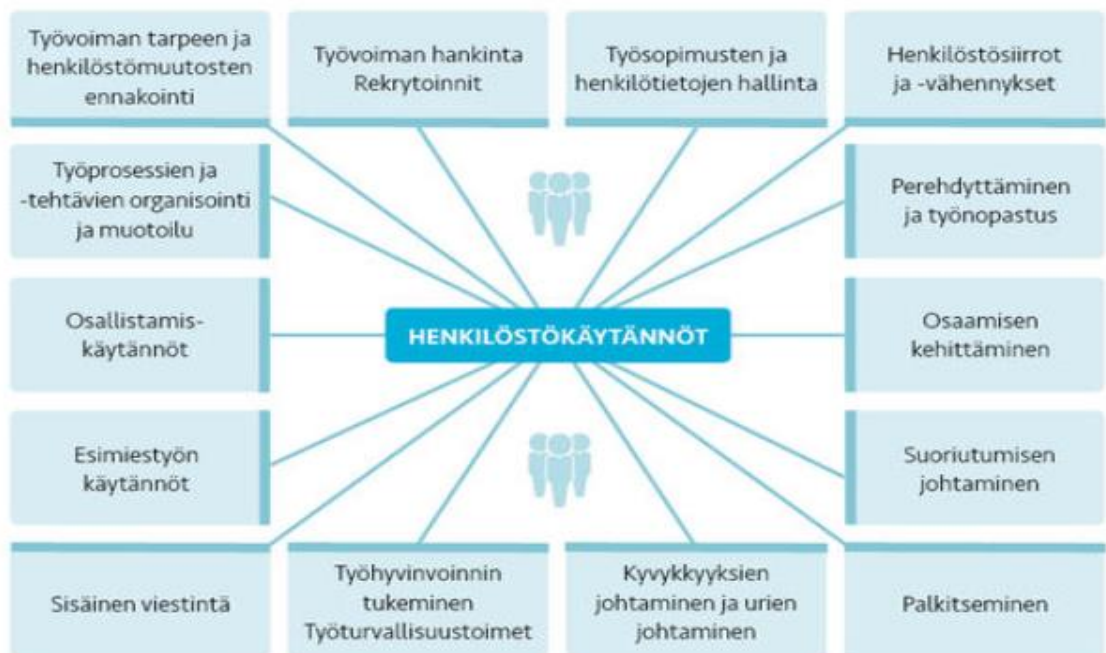 Työvoiman tarpeen ja
henkilöstömuutosten
ennakointi
Työvoiman hankinta
Rekrytoinnit
Työsopimusten ja
henkilötietojen hallinta
Henkilöstösiirrot
ja -vähennykset
Työprosessien ja
-tehtävien organisointi
ja muotoilu
Perehdyttäminen
ja työnopastus
Osallistamis-
käytännöt
HENKILÖSTÖKÄYTÄNNÖT
Osaamisen
kehittäminen
Esimiestyön
käytännöt
Suoriutumisen
johtaminen
Sisäinen viestintä
Työhyvinvoinnin
tukeminen
Työturvallisuustoimet
Kyvykkyyksien
johtaminen ja urien
johtaminen
Palkitseminen